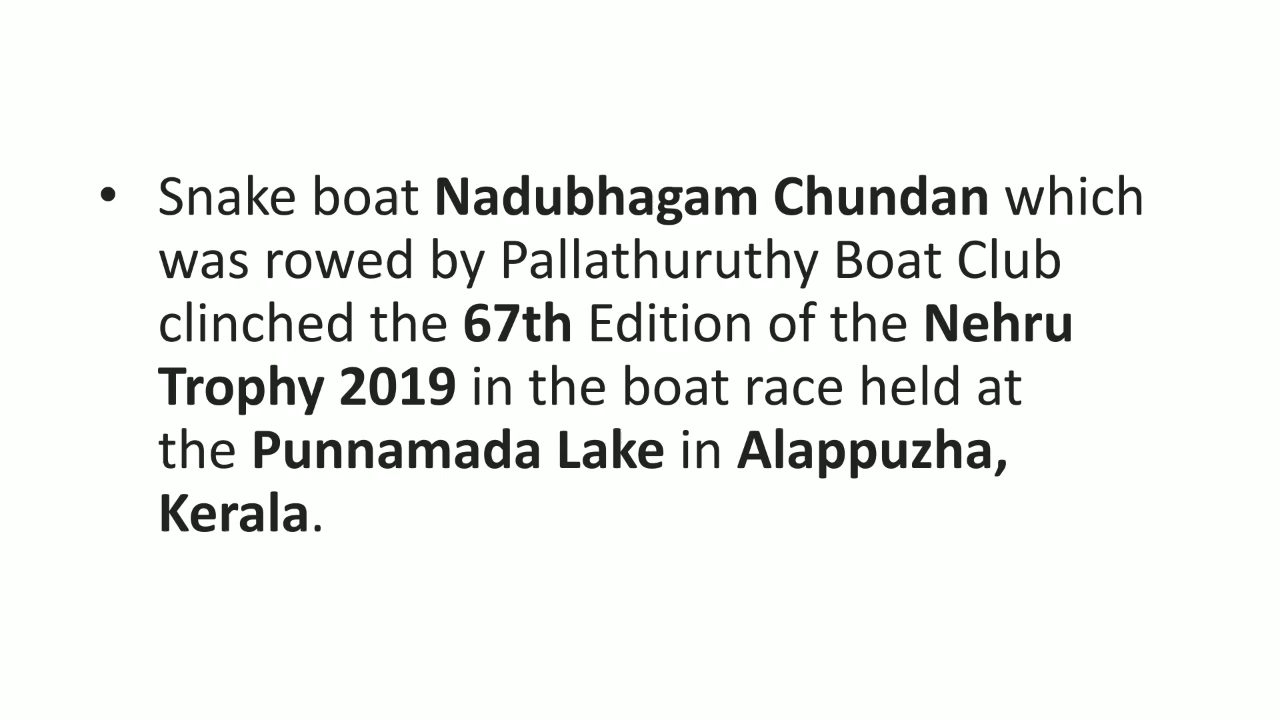 • Snake boat Nadubhagam Chundan which
was rowed by Pallathuruthy Boat Club
clinched the 67th Edition of the Nehru
Trophy 2019 in the boat race held at
the Punnamada Lake in Alappuzha,
Kerala.